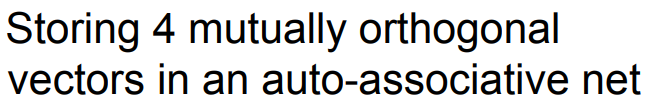 Storing 4 mutually orthogonal
vectors in an auto-associative net